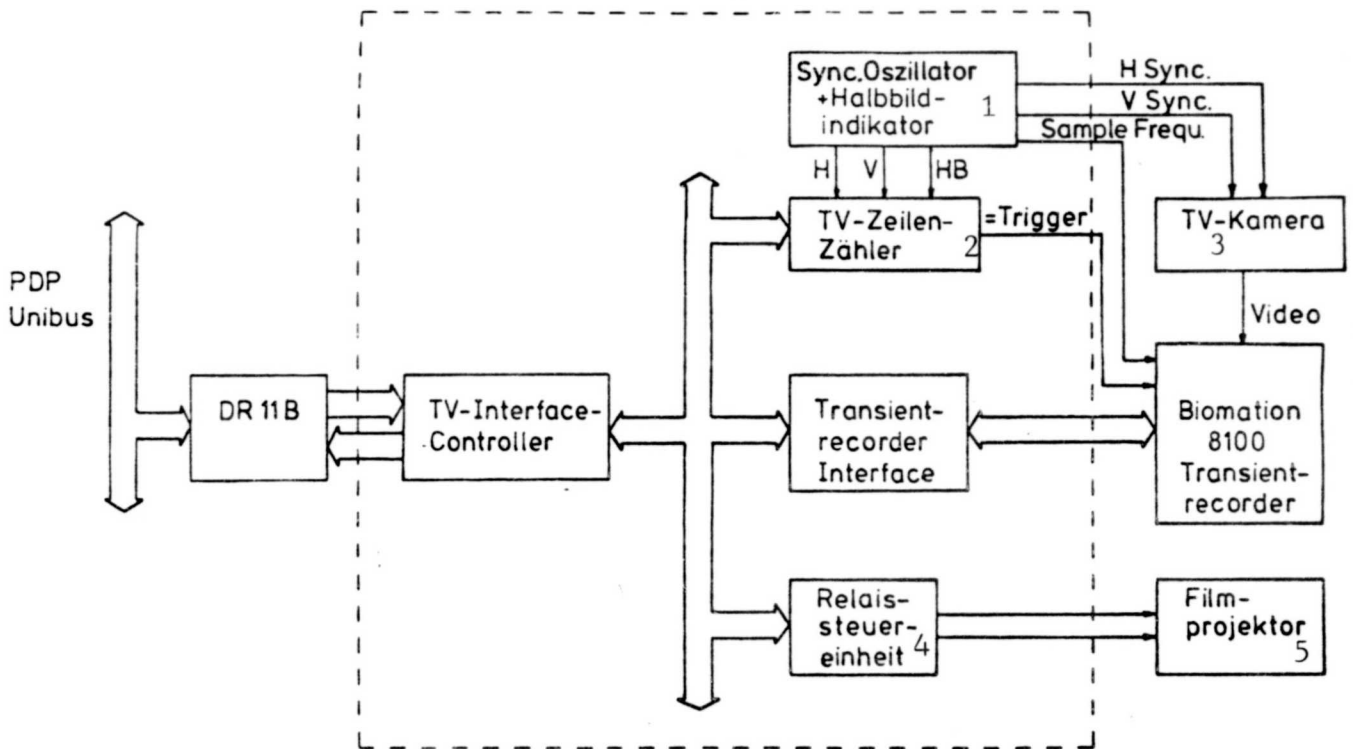 Sync.Oszillator
+Halbbild-
indikator 1
H Sync.
V Sync.
Sample Frequ.
H V HB
TV-Zeilen-
Zähler 2
=Trigger
TV-Kamera
3
Video
PDP
Unibus
DR 11B
TV-Interface-
Controller
Transient-
recorder
Interface
Biomation
8100
Transient-
recorder
Relais-
steuer-
einheit 4
Film-
projektor
5